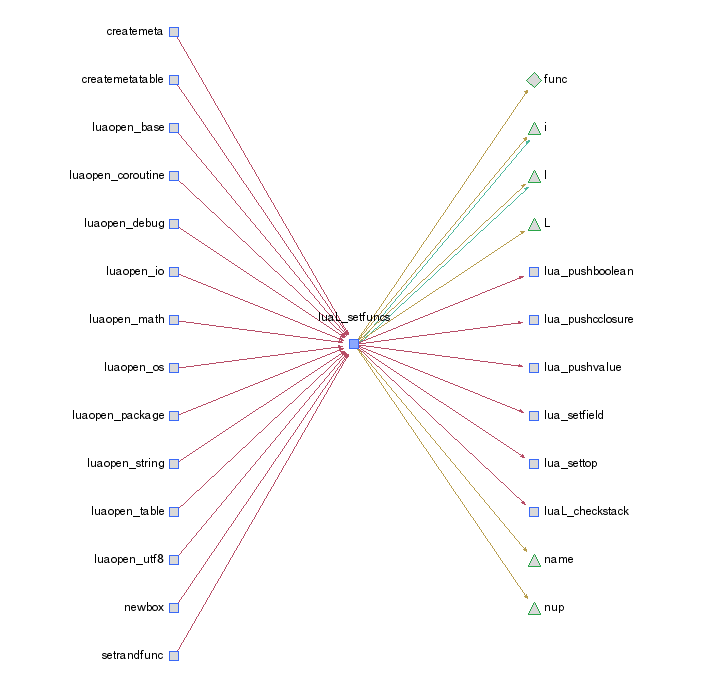 createmeta
createmetatable
luaopen_base
luaopen_coroutine
luaopen_debug
luaopen_io
luaopen_math
luaopen_os
luaopen_package
luaopen_string
luaopen_table
luaopen_utf8
newbox
setrandfunc
luaL_setfuncs
func
i
l
L
lua_pushboolean
lua_pushcclosure
lua_pushvalue
lua_setfield
lua_settop
luaL_checkstack
name
nup